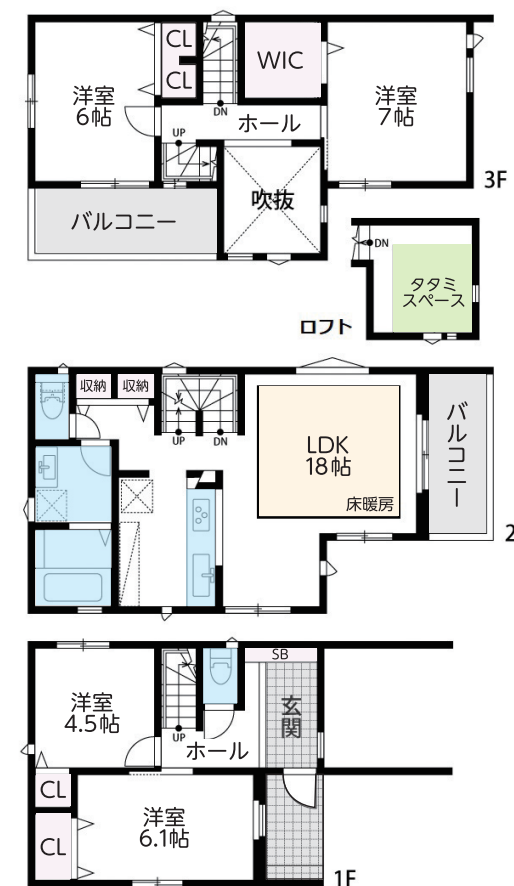 CL
CL
WIC
洋室
6帖
洋室
7帖
DN
ホール
UP
3F
吹抜
バルコニー
DN
タタミ
スペース
ロフト
収納
収納
バルコニー
UP
DN
LDK
18帖
床暖房
2
SB
洋室
4.5帖
玄関
UP
ホール
CL
洋室
6.1帖
CL
1F